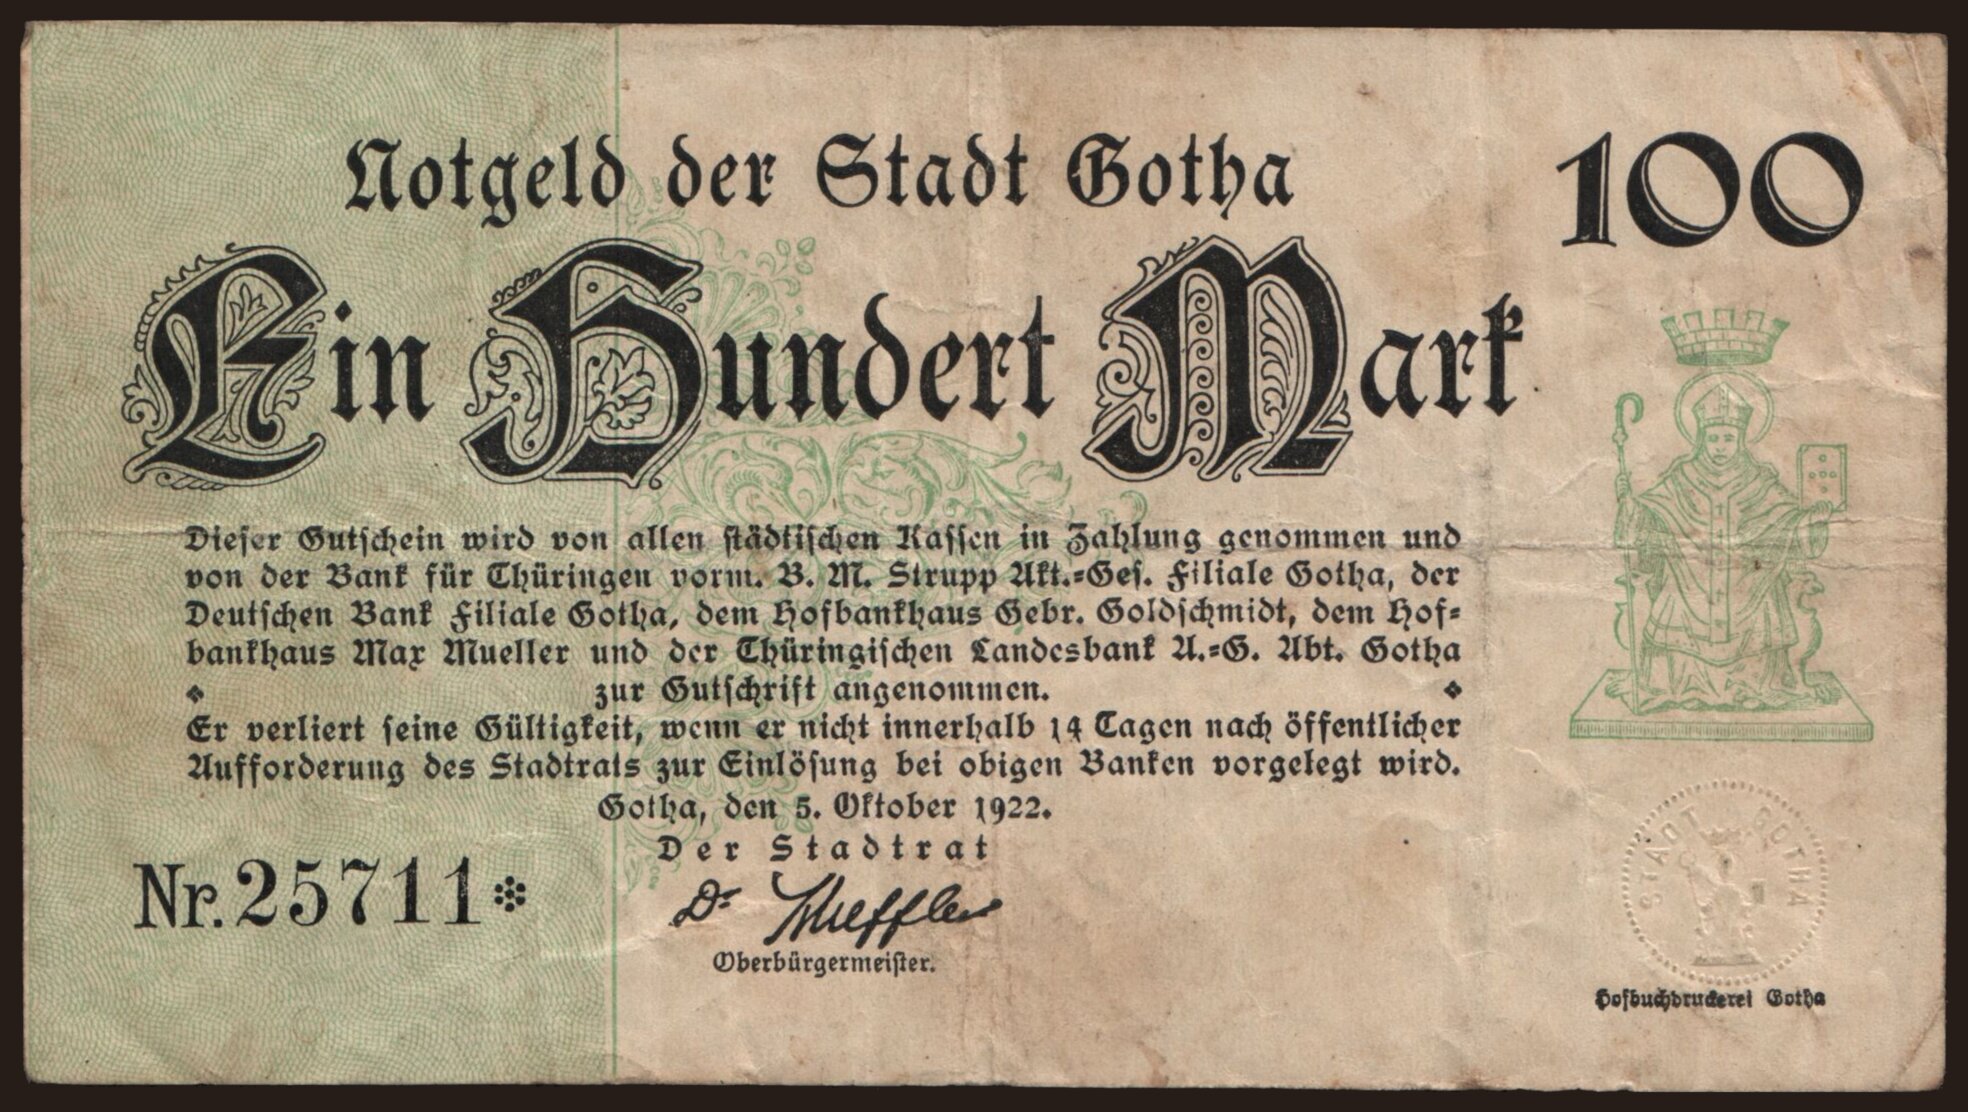 Notgeld der Stadt Gotha
100
Ein Hundert Mark
Dieser Gutschein wird von allen städtischen Kassen in Zahlung genommen und
von der Bank für Thüringen vorm. B. M. Strupp Akt.=Ges. Filiale Gotha, der
Deutschen Bank Filiale Gotha, dem Hofbankhaus Gebr. Goldschmidt, dem Hof=
bankhaus Max Mueller und der Thüringischen Landesbank A.=G. Abt. Gotha
zur Gutschrift angenommen.
Er verliert seine Gültigkeit, wenn er nicht innerhalb 14 Tagen nach öffentlicher
Aufforderung des Stadtrats zur Einlösung bei obigen Banken vorgelegt wird.
Gotha, den 5. Oktober 1922.
Der Stadtrat
Nr. 25711*
Dr Scheffler
Oberbürgermeister.
STADT GOTHA
Hofbuchdruckerei Gotha